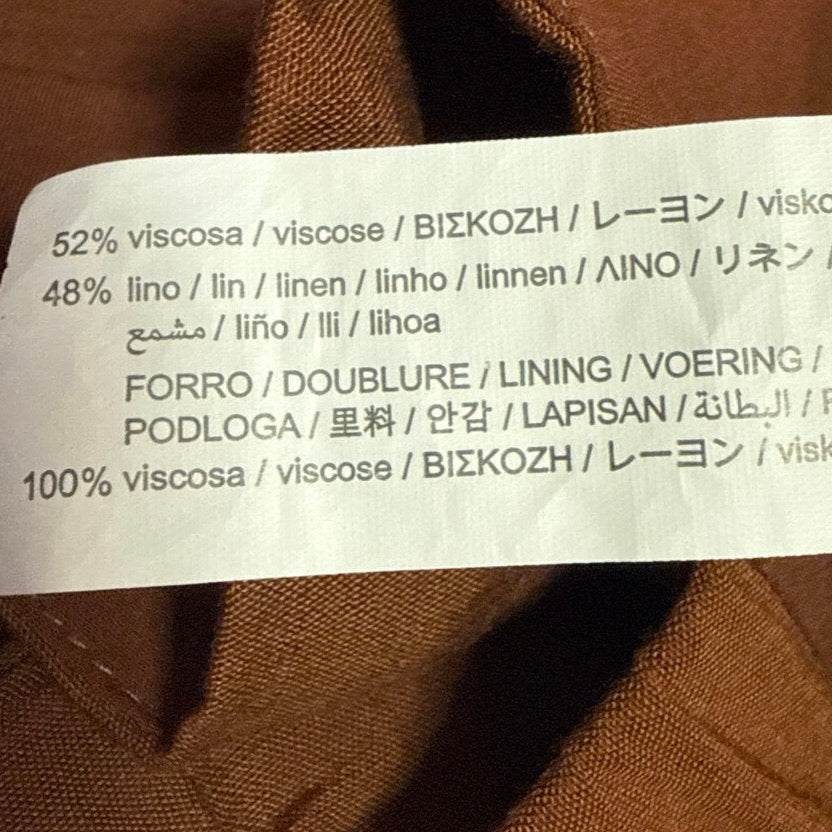 52% viscosa / viscose / ΒΙΣΚΟΖΗ / レーヨン / visko
48% lino / lin / linen / linho / linnen / ΛΙΝΟ / リネン /
مشمع / liño / lli / lihoa
FORRO / DOUBLURE / LINING / VOERING /
PODLOGA / 里料 / 안감 / LAPISAN / البطانة /
100% viscosa / viscose / ΒΙΣΚΟΖΗ / レーヨン / visk